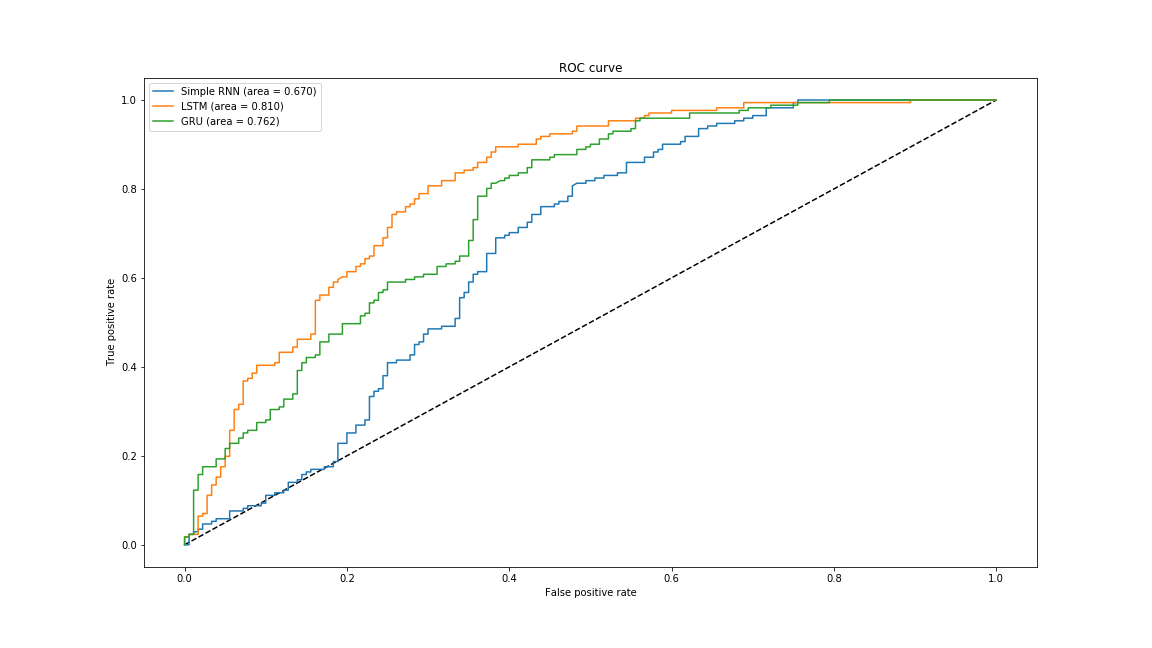 ROC curve
Simple RNN (area = 0.670)
LSTM (area = 0.810)
GRU (area = 0.762)
True positive rate
1.0
0.8
0.6
0.4
0.2
0.0
0.0 0.2 0.4 0.6 0.8 1.0
False positive rate